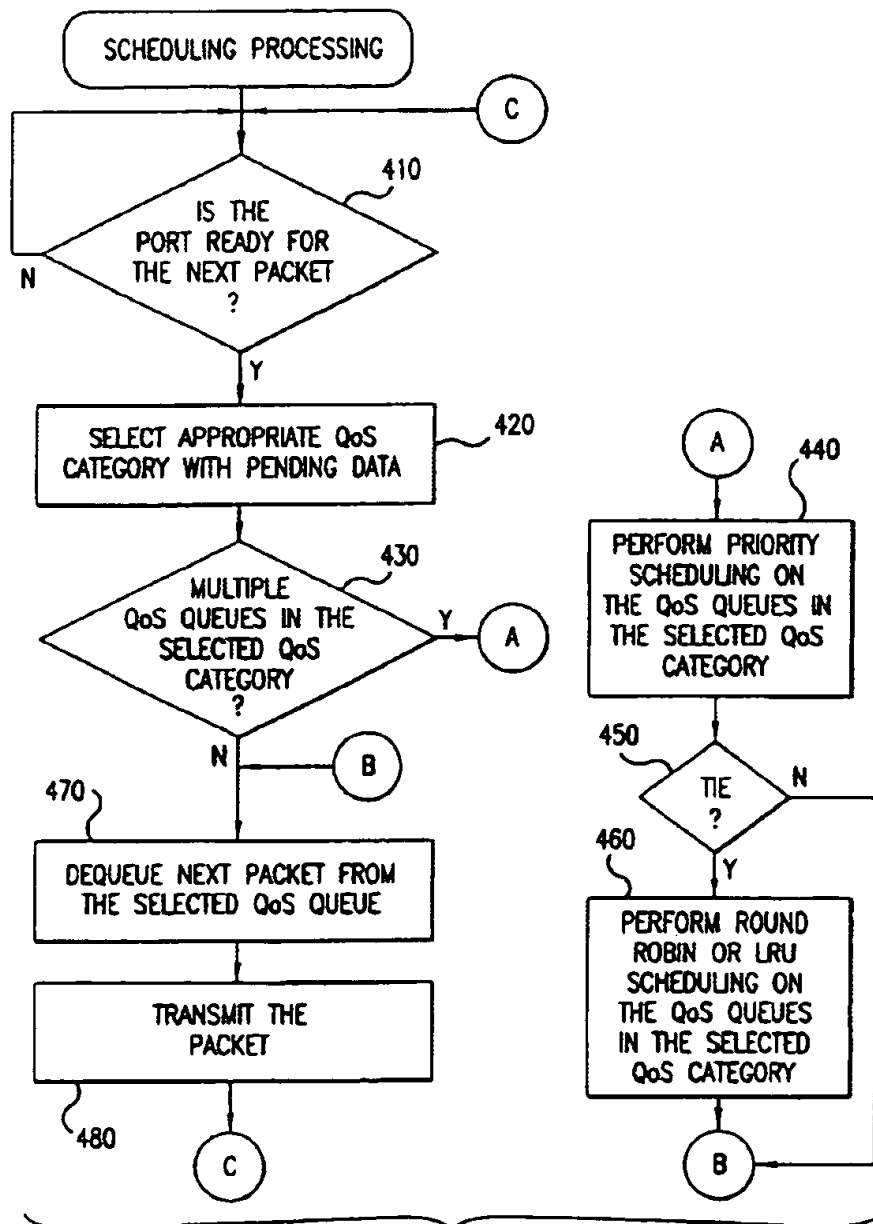 SCHEDULING PROCESSING
C
410
IS THE
PORT READY FOR
THE NEXT PACKET
?
N
Y
SELECT APPROPRIATE QoS
CATEGORY WITH PENDING DATA
420
430
MULTIPLE
QoS QUEUES IN THE
SELECTED QoS
CATEGORY
?
Y
A
N
B
470
DEQUEUE NEXT PACKET FROM
THE SELECTED QoS QUEUE
TRANSMIT THE
PACKET
480
C
A
440
PERFORM PRIORITY
SCHEDULING ON
THE QoS QUEUES IN
THE SELECTED QoS
CATEGORY
450
TIE
?
N
Y
460
PERFORM ROUND
ROBIN OR LRU
SCHEDULING ON
THE QoS QUEUES
IN THE SELECTED
QoS CATEGORY
B